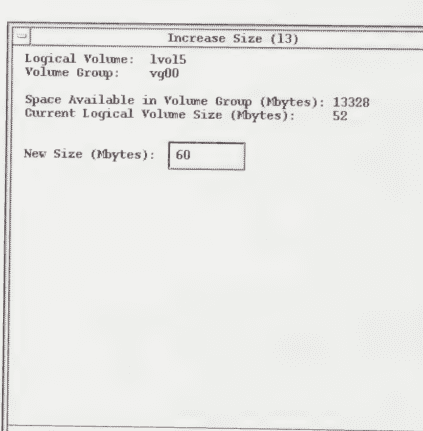 Increase Size (13)
Logical Volume: lvol5
Volume Group: vg00
Space Available in Volume Group (Mbytes): 13328
Current Logical Volume Size (Mbytes): 52
New Size (Mbytes): 60